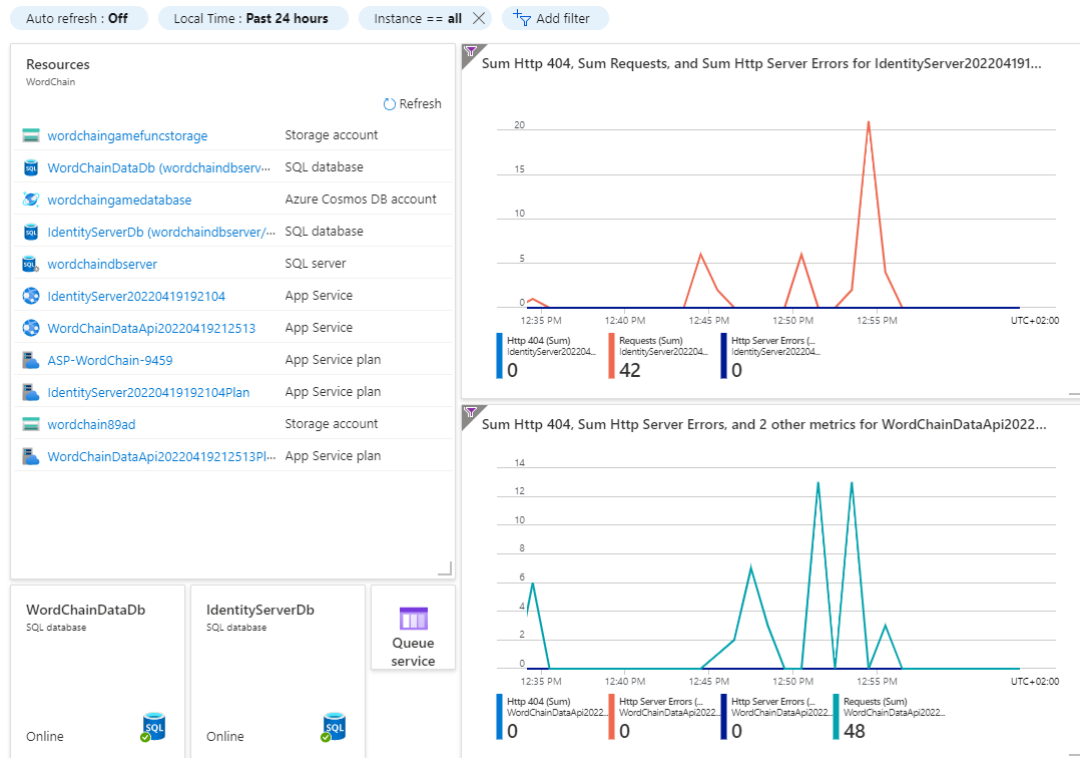 Auto refresh : Off
Local Time : Past 24 hours
Instance == all
Add filter
Resources
WordChain
Refresh
wordchaingamefuncstorage Storage account
WordChainDataDb (wordchaindbserv... SQL database
wordchaingamedatabase Azure Cosmos DB account
IdentityServerDb (wordchaindbserver/... SQL database
wordchaindbserver SQL server
IdentityServer20220419192104 App Service
WordChainDataApi20220419212513 App Service
ASP-WordChain-9459 App Service plan
IdentityServer20220419192104Plan App Service plan
wordchain89ad Storage account
WordChainDataApi20220419212513Pl... App Service plan
WordChainDataDb
SQL database
SQL
Online
IdentityServerDb
SQL database
SQL
Online
Queue
service
Sum Http 404, Sum Requests, and Sum Http Server Errors for IdentityServer202204191...
20
15
10
5
0
12:35 PM 12:40 PM 12:45 PM 12:50 PM 12:55 PM UTC+02:00
Http 404 (Sum)
IdentityServer202204...
0
Requests (Sum)
IdentityServer202204...
42
Http Server Errors (...
IdentityServer202204...
0
Sum Http 404, Sum Http Server Errors, and 2 other metrics for WordChainDataApi2022...
14
12
10
8
6
4
2
0
12:35 PM 12:40 PM 12:45 PM 12:50 PM 12:55 PM UTC+02:00
Http 404 (Sum)
WordChainDataApi2022...
0
Http Server Errors (...
WordChainDataApi2022...
0
Http Server Errors (...
WordChainDataApi2022...
0
Requests (Sum)
WordChainDataApi2022...
48